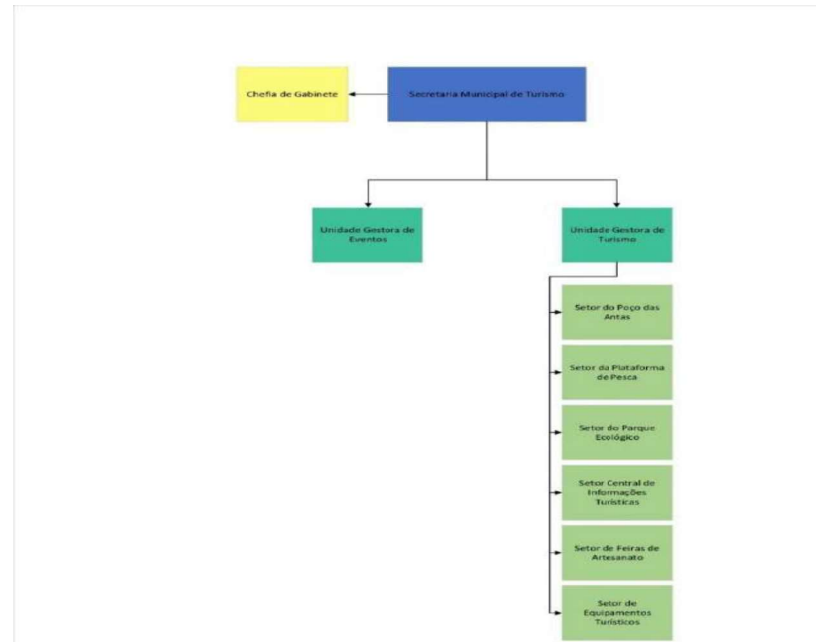 Chefia de Gabinete
Secretaria Municipal de Turismo
Unidade Gestora de
Eventos
Unidade Gestora de
Turismo
Setor do Poço das
Antas
Setor da Plataforma
de Pesca
Setor do Parque
Ecológico
Setor Central de
Informações
Turísticas
Setor de Feiras de
Artesanato
Setor de
Equipamentos
Turísticos